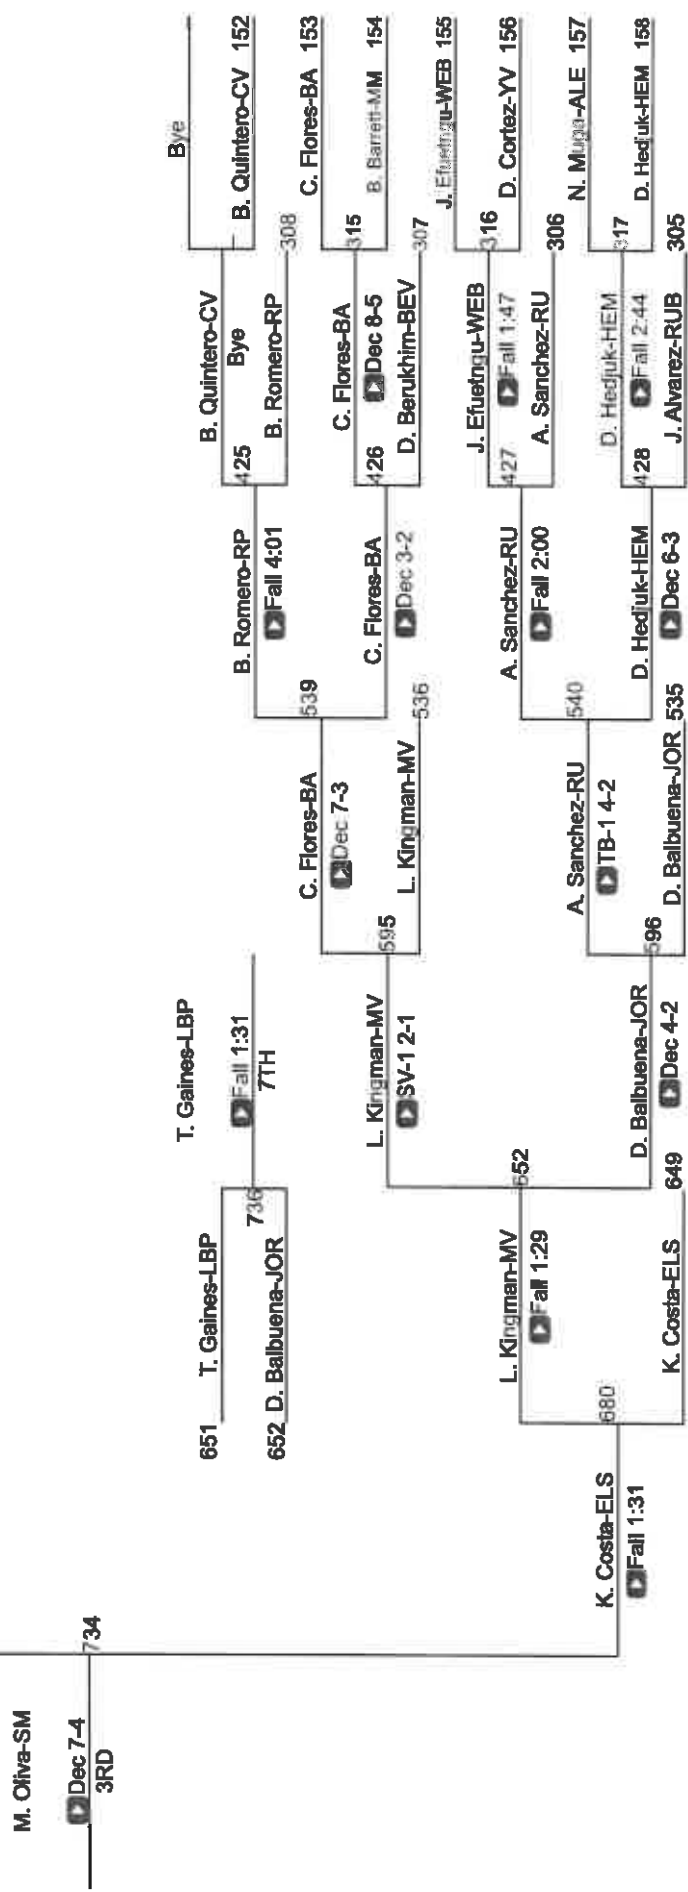 Bye
B. Quintero-CV 152
C. Flores-BA 153
B. Barrett-MM 154
J. Efuetngu-WEB 155
D. Cortez-YV 156
N. Muga-ALE 157
D. Hedjuk-HEM 158
B. Quintero-CV
Bye
B. Romero-RP 308
315
C. Flores-BA
Dec 8-5
D. Berukhim-BEV 307
316
J. Efuetngu-WEB
Fall 1:47
A. Sanchez-RU 306
317
D. Hedjuk-HEM
Fall 2:44
J. Alvarez-RUB 305
425
B. Romero-RP
Fall 4:01
426
C. Flores-BA
Dec 3-2
427
A. Sanchez-RU
Fall 2:00
428
D. Hedjuk-HEM
Dec 6-3
539
C. Flores-BA
Dec 7-3
L. Kingman-MV 536
540
A. Sanchez-RU
TB-1 4-2
D. Balbuena-JOR 535
595
L. Kingman-MV
SV-1 2-1
596
D. Balbuena-JOR
Dec 4-2
T. Gaines-LBP
Fall 1:31
7TH
736
651 T. Gaines-LBP
652 D. Balbuena-JOR
652
L. Kingman-MV
Fall 1:29
K. Costa-ELS 649
680
K. Costa-ELS
Fall 1:31
734
M. Oliva-SM
Dec 7-4
3RD